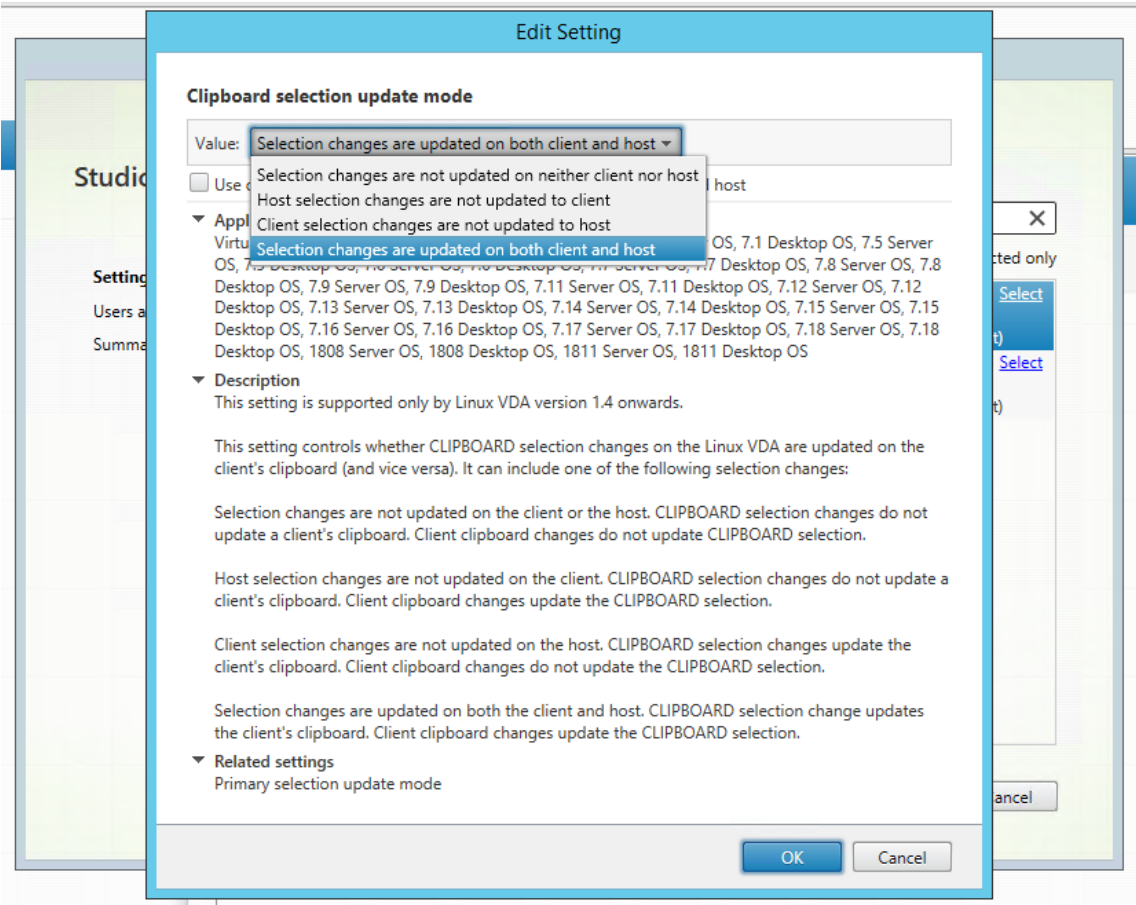 Edit Setting
Clipboard selection update mode
Value: Selection changes are updated on both client and host
Selection changes are not updated on neither client nor host
Use host
Host selection changes are not updated to client
Client selection changes are not updated to host
Selection changes are updated on both client and host
OS, 7.1 Desktop OS, 7.5 Server
OS, 7.5 Desktop OS, 7.6 Server OS, 7.6 Desktop OS, 7.7 Server OS, 7.7 Desktop OS, 7.8 Server OS, 7.8
Desktop OS, 7.9 Server OS, 7.9 Desktop OS, 7.11 Server OS, 7.11 Desktop OS, 7.12 Server OS, 7.12
Desktop OS, 7.13 Server OS, 7.13 Desktop OS, 7.14 Server OS, 7.14 Desktop OS, 7.15 Server OS, 7.15
Desktop OS, 7.16 Server OS, 7.16 Desktop OS, 7.17 Server OS, 7.17 Desktop OS, 7.18 Server OS, 7.18
Desktop OS, 1808 Server OS, 1808 Desktop OS, 1811 Server OS, 1811 Desktop OS
Description
This setting is supported only by Linux VDA version 1.4 onwards.
This setting controls whether CLIPBOARD selection changes on the Linux VDA are updated on the
client's clipboard (and vice versa). It can include one of the following selection changes:
Selection changes are not updated on the client or the host. CLIPBOARD selection changes do not
update a client's clipboard. Client clipboard changes do not update CLIPBOARD selection.
Host selection changes are not updated on the client. CLIPBOARD selection changes do not update a
client's clipboard. Client clipboard changes update the CLIPBOARD selection.
Client selection changes are not updated on the host. CLIPBOARD selection changes update the
client's clipboard. Client clipboard changes do not update the CLIPBOARD selection.
Selection changes are updated on both the client and host. CLIPBOARD selection change updates
the client's clipboard. Client clipboard changes update the CLIPBOARD selection.
Related settings
Primary selection update mode
OK
Cancel
Studio
Setting
Users a
Summa
cted only
Select
t)
Select
t)
ancel